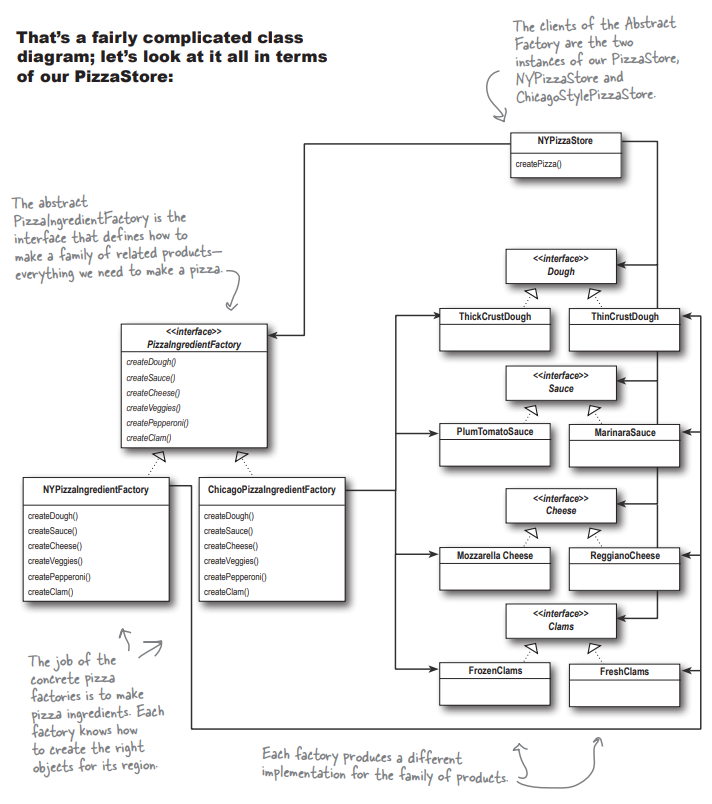 That's a fairly complicated class
diagram; let's look at it all in terms
of our PizzaStore:
The clients of the Abstract
Factory are the two
instances of our PizzaStore,
NYPizzaStore and
ChicagoStylePizzaStore.
NYPizzaStore
createPizza()
The abstract
PizzaIngredientFactory is the
interface that defines how to
make a family of related products—
everything we need to make a pizza.
<<interface>>
PizzaIngredientFactory
createDough()
createSauce()
createCheese()
createVeggies()
createPepperoni()
createClam()
NYPizzaIngredientFactory
createDough()
createSauce()
createCheese()
createVeggies()
createPepperoni()
createClam()
ChicagoPizzaIngredientFactory
createDough()
createSauce()
createCheese()
createVeggies()
createPepperoni()
createClam()
<<interface>>
Dough
ThickCrustDough
ThinCrustDough
<<interface>>
Sauce
PlumTomatoSauce
MarinaraSauce
<<interface>>
Cheese
Mozzarella Cheese
ReggianoCheese
<<interface>>
Clams
FrozenClams
FreshClams
The job of the
concrete pizza
factories is to make
pizza ingredients. Each
factory knows how
to create the right
objects for its region.
Each factory produces a different
implementation for the family of products.